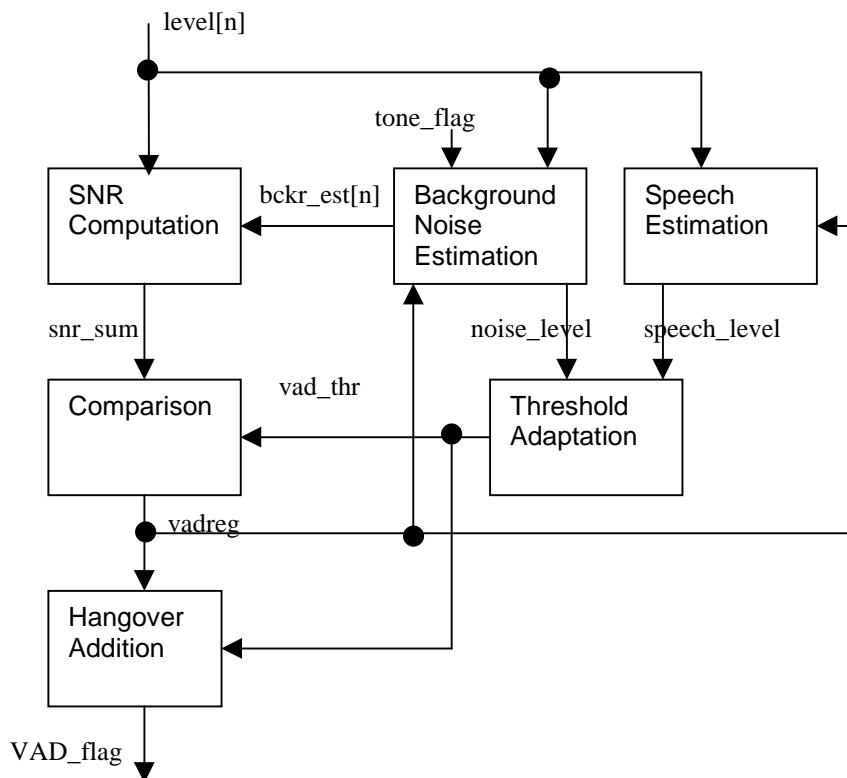 level[n]
tone_flag
SNR
Computation
bckr_est[n]
Background
Noise
Estimation
Speech
Estimation
snr_sum
noise_level
speech_level
Comparison
vad_thr
Threshold
Adaptation
vadreg
Hangover
Addition
VAD_flag